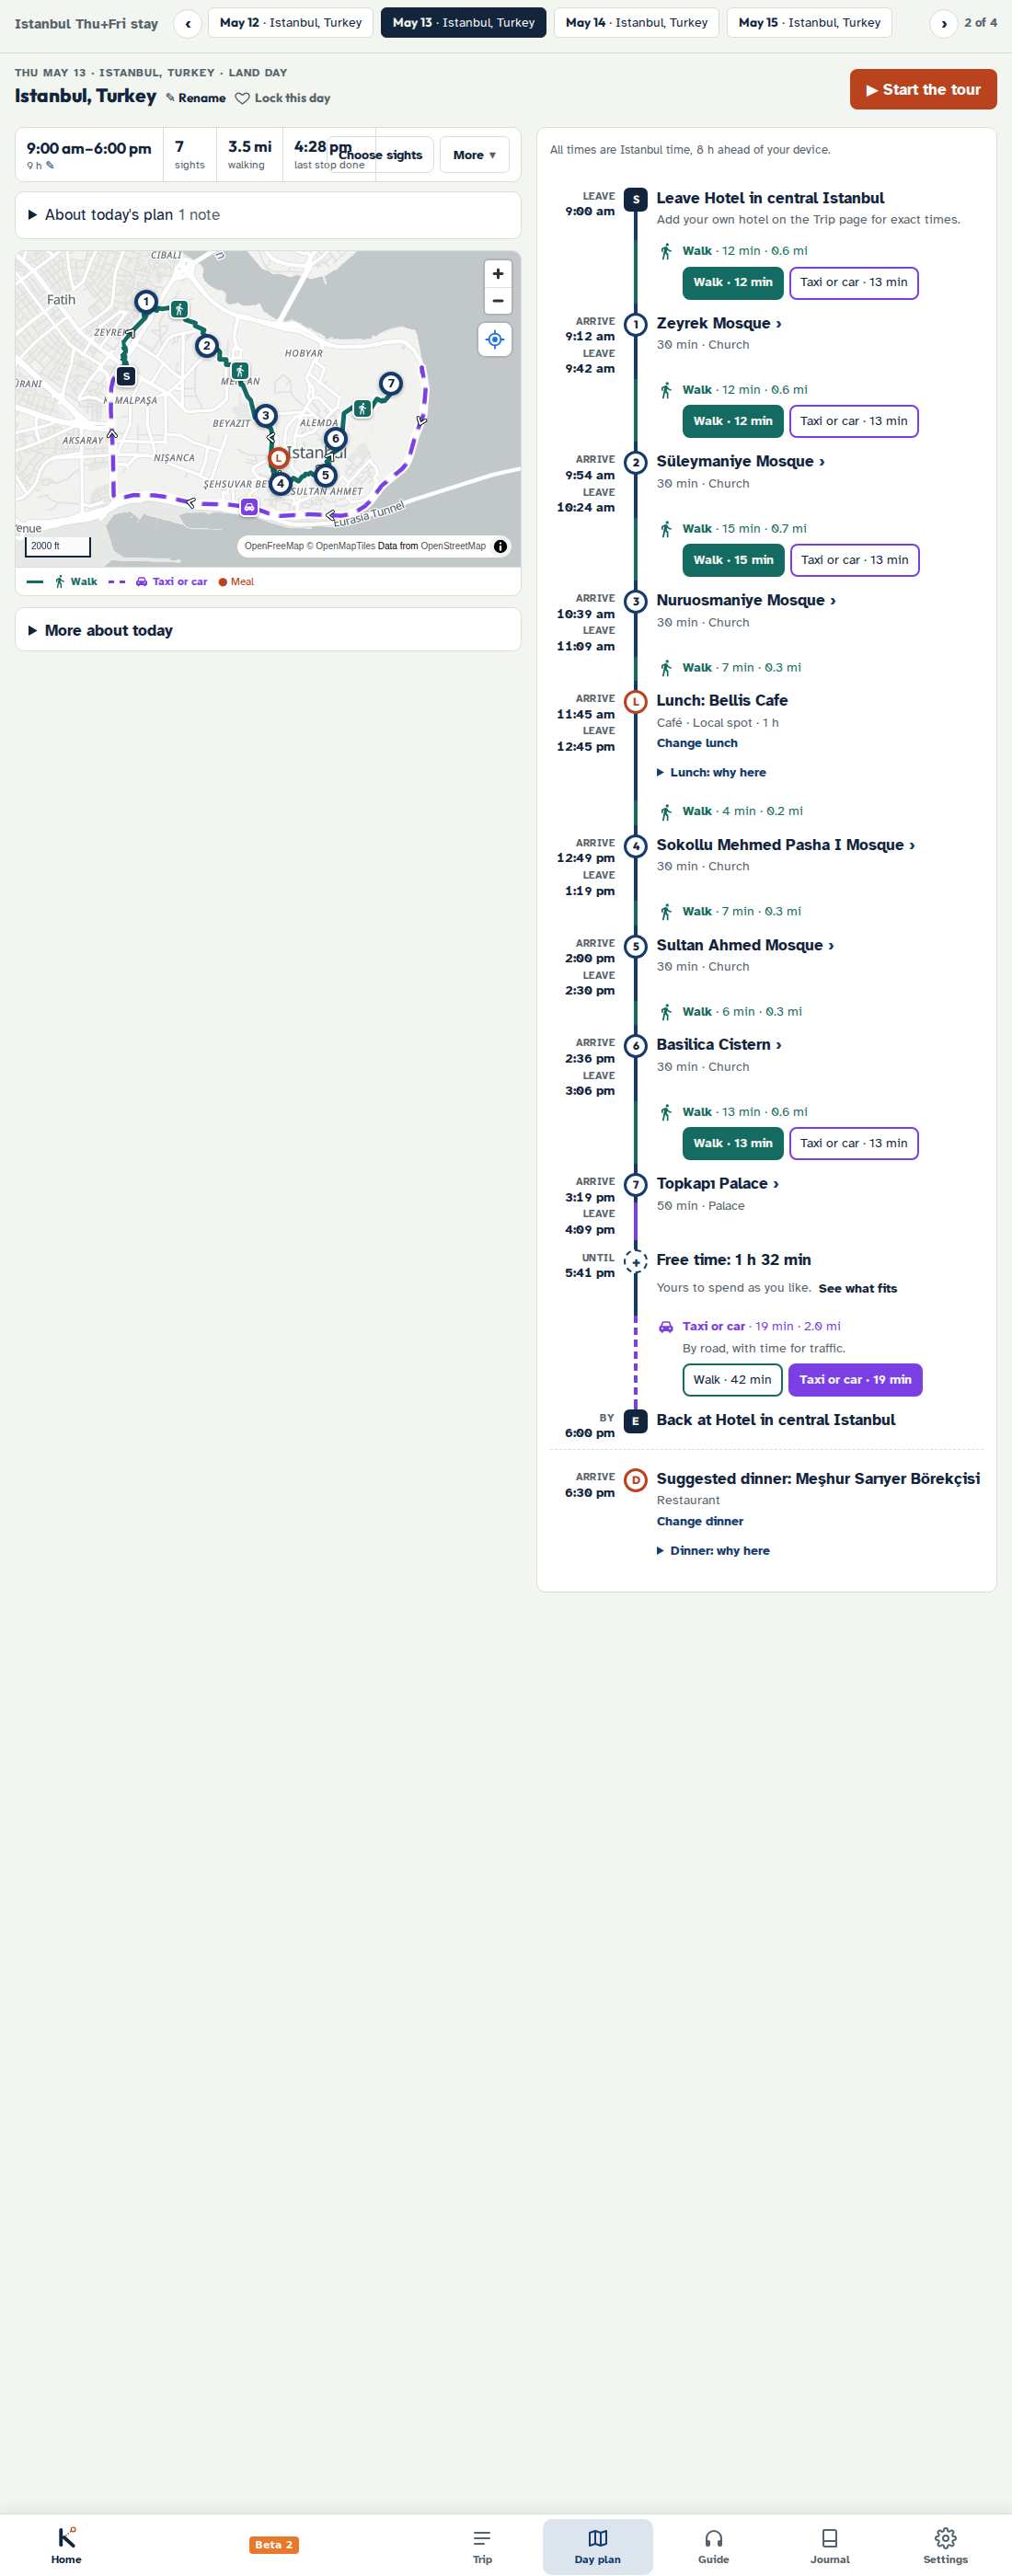 Istanbul Thu+Fri stay
‹
May 12 · Istanbul, Turkey
May 13 · Istanbul, Turkey
May 14 · Istanbul, Turkey
May 15 · Istanbul, Turkey
›
2 of 4
THU MAY 13 · ISTANBUL, TURKEY · LAND DAY
Istanbul, Turkey ✎ Rename Lock this day
▶ Start the tour
9:00 am–6:00 pm
9 h ✎
7
sights
3.5 mi
walking
4:28 pm
last stop done
Choose sights
More ▼
▶ About today's plan 1 note
CIBALI
Fatih
1
ZEYREK
2
HOBYAR
S
7
KEMALPAŞA
3
BEYAZIT
ALEMDA
6
AKSARAY
L
Istanbul
NIŞANCA
5
4
ŞEHSUVAR BE
SULTAN AHMET
Eurasia Tunnel
enue
2000 ft
OpenFreeMap © OpenMapTiles Data from OpenStreetMap
+
−
Walk
Taxi or car
Meal
▶ More about today
All times are Istanbul time, 8 h ahead of your device.
LEAVE
9:00 am
S
Leave Hotel in central Istanbul
Add your own hotel on the Trip page for exact times.
Walk · 12 min · 0.6 mi
Walk · 12 min
Taxi or car · 13 min
ARRIVE
9:12 am
LEAVE
9:42 am
1
Zeyrek Mosque ›
30 min · Church
Walk · 12 min · 0.6 mi
Walk · 12 min
Taxi or car · 13 min
ARRIVE
9:54 am
LEAVE
10:24 am
2
Süleymaniye Mosque ›
30 min · Church
Walk · 15 min · 0.7 mi
Walk · 15 min
Taxi or car · 13 min
ARRIVE
10:39 am
LEAVE
11:09 am
3
Nuruosmaniye Mosque ›
30 min · Church
Walk · 7 min · 0.3 mi
ARRIVE
11:45 am
LEAVE
12:45 pm
L
Lunch: Bellis Cafe
Café · Local spot · 1 h
Change lunch
▶ Lunch: why here
Walk · 4 min · 0.2 mi
ARRIVE
12:49 pm
LEAVE
1:19 pm
4
Sokollu Mehmed Pasha I Mosque ›
30 min · Church
Walk · 7 min · 0.3 mi
ARRIVE
2:00 pm
LEAVE
2:30 pm
5
Sultan Ahmed Mosque ›
30 min · Church
Walk · 6 min · 0.3 mi
ARRIVE
2:36 pm
LEAVE
3:06 pm
6
Basilica Cistern ›
30 min · Church
Walk · 13 min · 0.6 mi
Walk · 13 min
Taxi or car · 13 min
ARRIVE
3:19 pm
LEAVE
4:09 pm
7
Topkapı Palace ›
50 min · Palace
UNTIL
5:41 pm
+
Free time: 1 h 32 min
Yours to spend as you like. See what fits
Taxi or car · 19 min · 2.0 mi
By road, with time for traffic.
Walk · 42 min
Taxi or car · 19 min
BY
6:00 pm
E
Back at Hotel in central Istanbul
ARRIVE
6:30 pm
D
Suggested dinner: Meşhur Sarıyer Börekçisi
Restaurant
Change dinner
▶ Dinner: why here
Home
Beta 2
Trip
Day plan
Guide
Journal
Settings